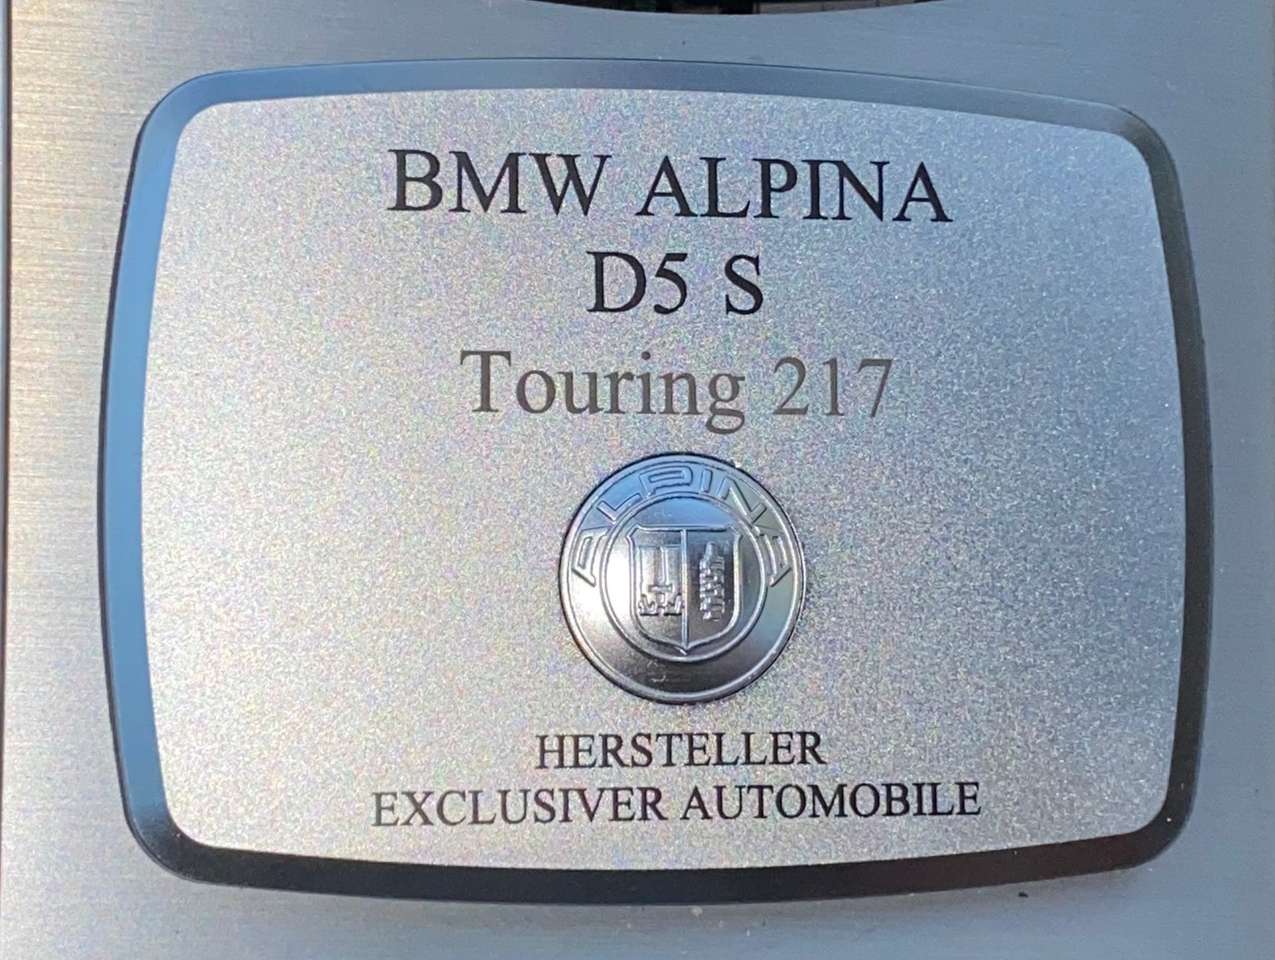 BMW ALPINA
D5 S
Touring 217
ALPINA
HERSTELLER
EXCLUSIVER AUTOMOBILE